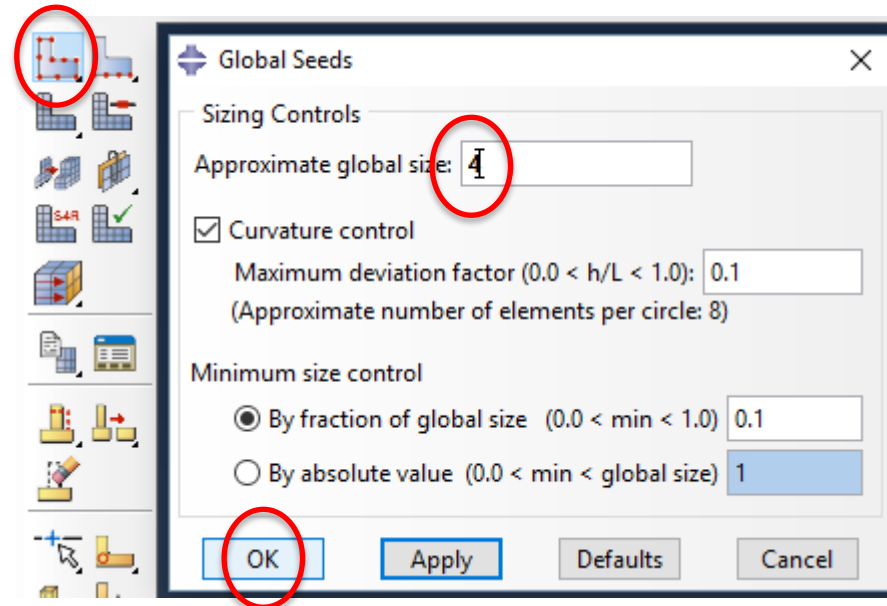 Global Seeds
Sizing Controls
Approximate global size: 4
Curvature control
Maximum deviation factor (0.0 < h/L < 1.0): 0.1
(Approximate number of elements per circle: 8)
Minimum size control
By fraction of global size (0.0 < min < 1.0) 0.1
By absolute value (0.0 < min < global size) 1
OK Apply Defaults Cancel
S4R